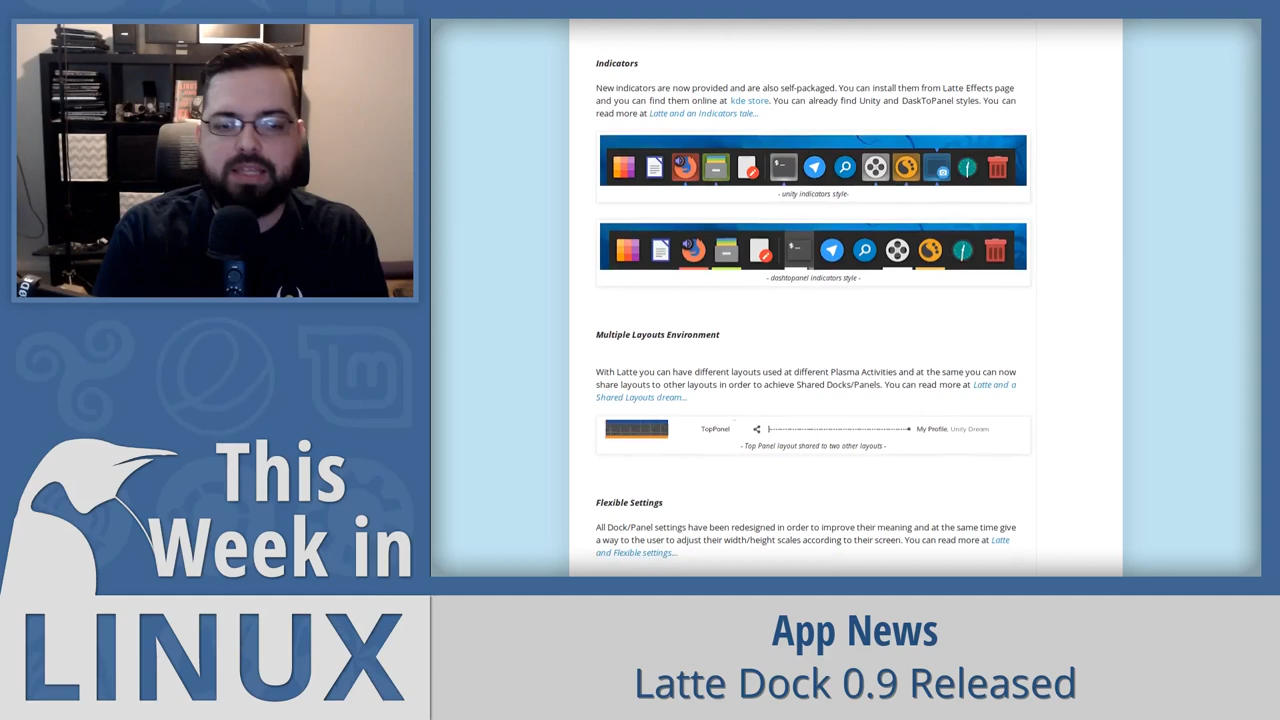 Indicators
New indicators are now provided and are also self-packaged. You can install them from Latte Effects page
and you can find them online at kde store. You can already find Unity and DaskToPanel styles. You can
read more at Latte and an Indicators tale...
- unity indicators style-
- dashtopanel indicators style -
Multiple Layouts Environment
With Latte you can have different layouts used at different Plasma Activities and at the same you can now
share layouts to other layouts in order to achieve Shared Docks/Panels. You can read more at Latte and a
Shared Layouts dream...
TopPanel
My Profile, Unity Dream
- Top Panel layout shared to two other layouts -
Flexible Settings
All Dock/Panel settings have been redesigned in order to improve their meaning and at the same time give
a way to the user to adjust their width/height scales according to their screen. You can read more at Latte
and Flexible settings...
This
Week in
LINUX
App News
Latte Dock 0.9 Released